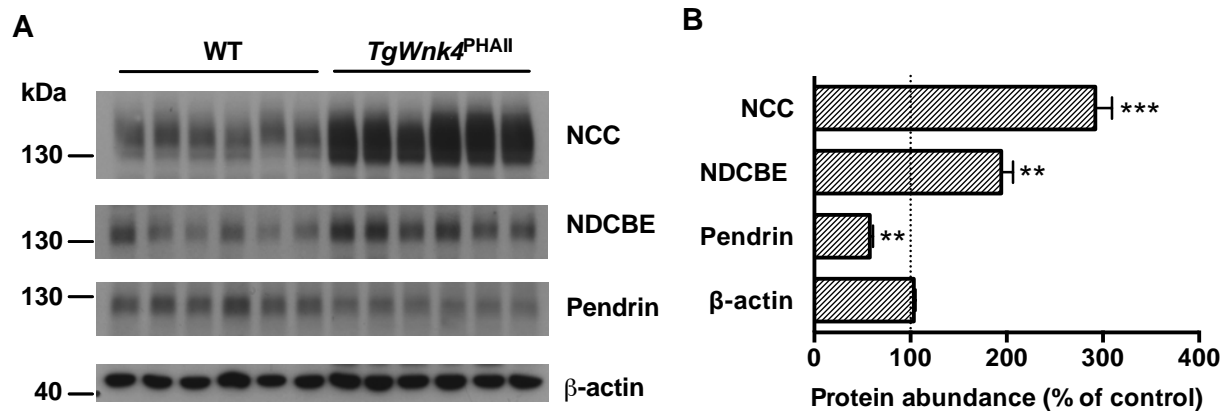 A
WT TgWnk4PHAII
kDa
130 NCC
130 NDCBE
130 Pendrin
40 β-actin
B
NCC ***
NDCBE **
Pendrin **
β-actin
0 100 200 300 400
Protein abundance (% of control)